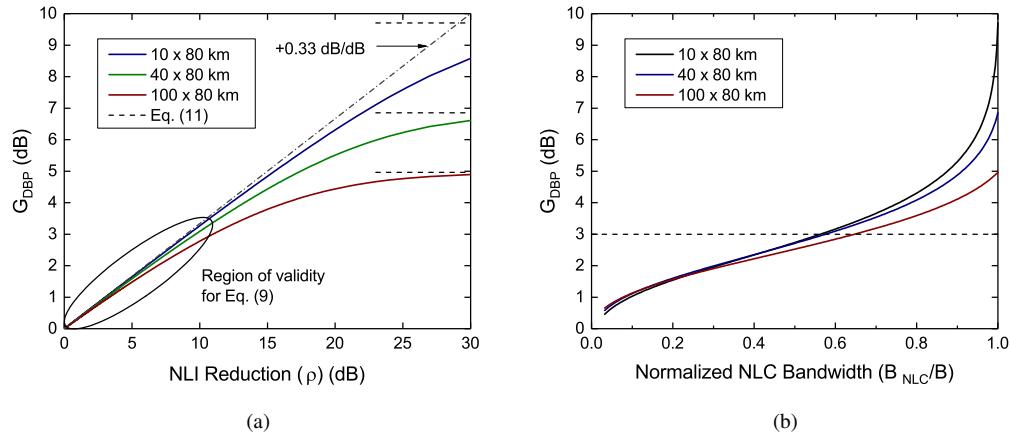 10
9
8
7
6
5
4
3
2
1
0
G_DBP (dB)
10 x 80 km
40 x 80 km
100 x 80 km
Eq. (11)
+0.33 dB/dB
Region of validity
for Eq. (9)
0 5 10 15 20 25 30
NLI Reduction (ρ) (dB)
(a)
10
9
8
7
6
5
4
3
2
1
0
G_DBP (dB)
10 x 80 km
40 x 80 km
100 x 80 km
0.0 0.2 0.4 0.6 0.8 1.0
Normalized NLC Bandwidth (B_NLC/B)
(b)